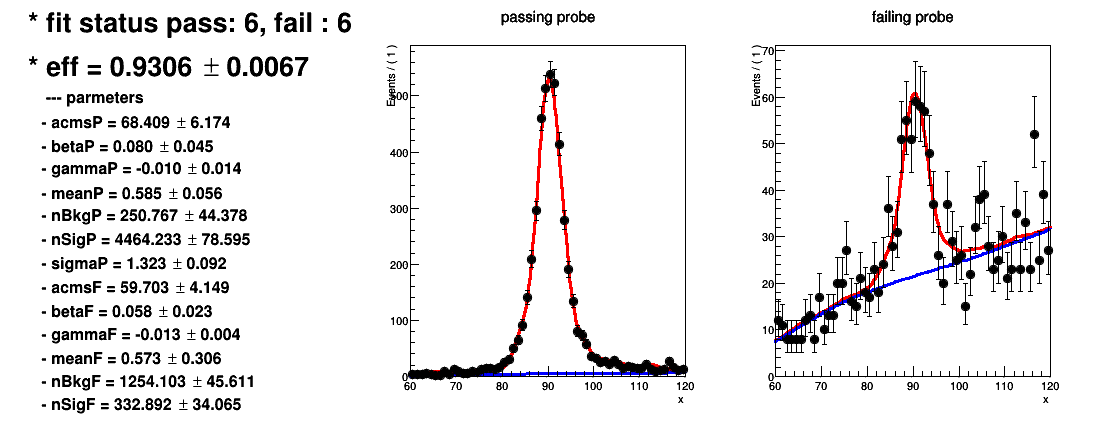 * fit status pass: 6, fail : 6
* eff = 0.9306 ± 0.0067
--- parmeters
- acmsP = 68.409 ± 6.174
- betaP = 0.080 ± 0.045
- gammaP = -0.010 ± 0.014
- meanP = 0.585 ± 0.056
- nBkgP = 250.767 ± 44.378
- nSigP = 4464.233 ± 78.595
- sigmaP = 1.323 ± 0.092
- acmsF = 59.703 ± 4.149
- betaF = 0.058 ± 0.023
- gammaF = -0.013 ± 0.004
- meanF = 0.573 ± 0.306
- nBkgF = 1254.103 ± 45.611
- nSigF = 332.892 ± 34.065
passing probe
Events / ( 1 )
500
400
300
200
100
0
60 70 80 90 100 110 120
x
failing probe
Events / ( 1 )
70
60
50
40
30
20
10
0
60 70 80 90 100 110 120
x